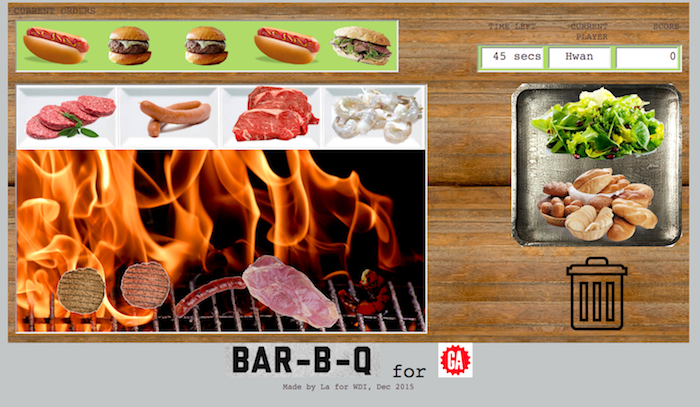 CURRENT ORDERS
TIME LEFT
CURRENT PLAYER
SCORE
45 secs
Hwan
0
BAR-B-Q for GA
Made by La for WDI, Dec 2015